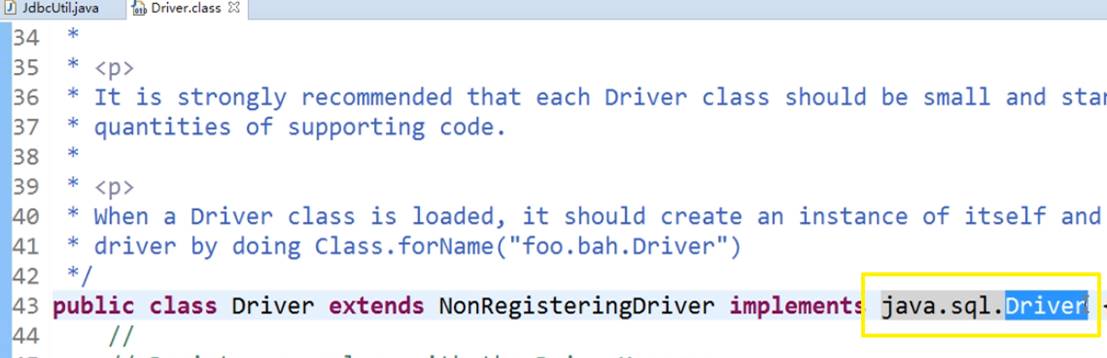 JdbcUtil.java Driver.class
34 *
35 * <p>
36 * It is strongly recommended that each Driver class should be small and
37 * quantities of supporting code.
38 *
39 * <p>
40 * When a Driver class is loaded, it should create an instance of itself and
41 * driver by doing Class.forName("foo.bah.Driver")
42 */
43 public class Driver extends NonRegisteringDriver implements java.sql.Driver
44 //